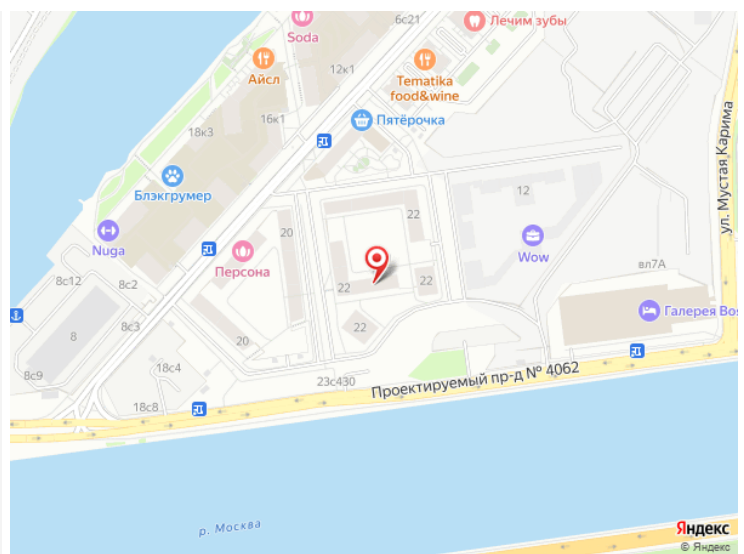 6с21
Soda
Лечим зубы
12к1
Айсл
Tematika
food&wine
16к1
Пятёрочка
18к3
Блэкгрумер
22
12
ул. Мустая Карима
Nuga
20
Персона
Wow
22
22
8с12
8с2
вл7А
8
8с3
22
20
Галерея Воя
8с9
18с4
23с430
Проектируемый пр-д № 4062
18с8
р. Москва
Яндекс
© Яндекс